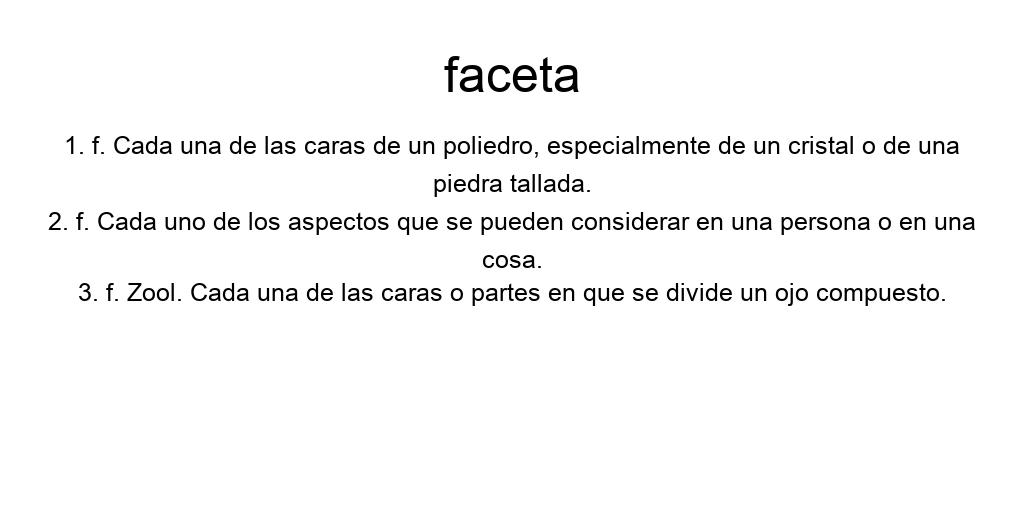 faceta
1. f. Cada una de las caras de un poliedro, especialmente de un cristal o de una
piedra tallada.
2. f. Cada uno de los aspectos que se pueden considerar en una persona o en una
cosa.
3. f. Zool. Cada una de las caras o partes en que se divide un ojo compuesto.